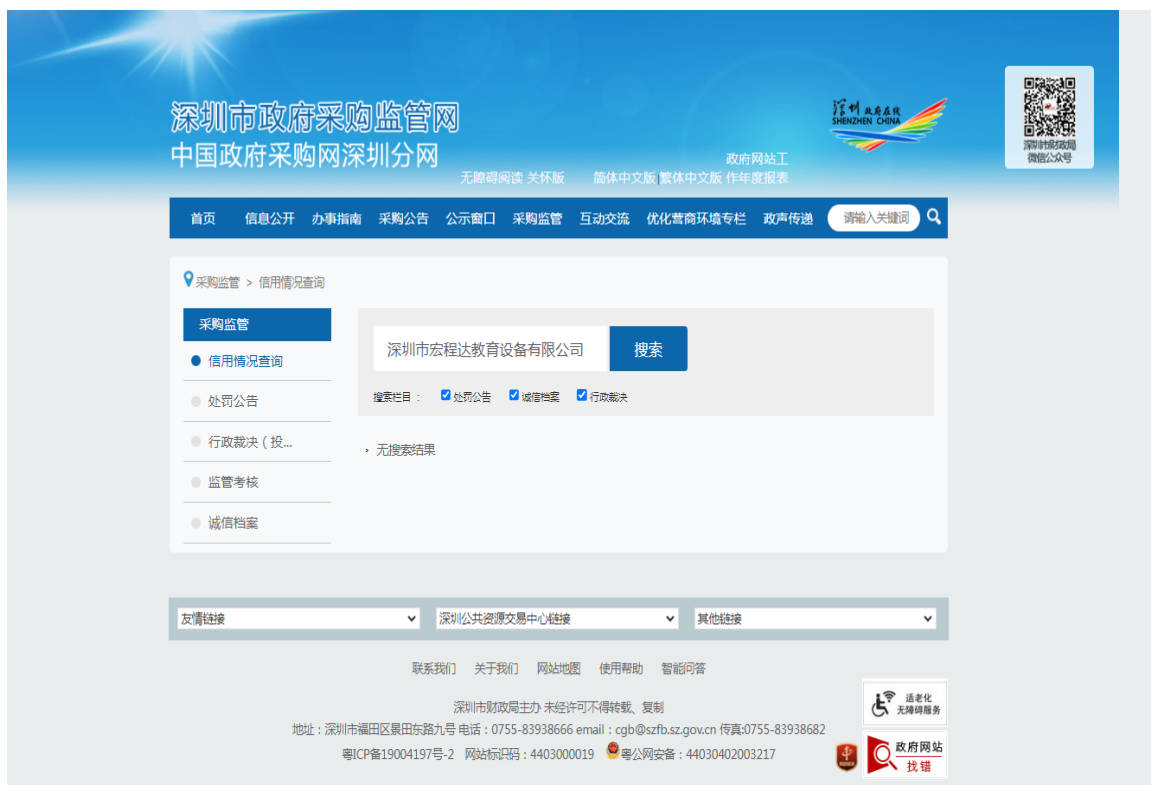 深圳市政府采购监管网
中国政府采购网深圳分网
无障碍阅读 关怀版 简体中文版|繁体中文版
政府网站工
作年度报表
深圳 政府在线
SHENZHEN CHINA
深圳市财政局
微信公众号
首页 信息公开 办事指南 采购公告 公示窗口 采购监管 互动交流 优化营商环境专栏 政声传递 请输入关键词
采购监管 > 信用情况查询
采购监管
信用情况查询
处罚公告
行政裁决（投...
监管考核
诚信档案
深圳市宏程达教育设备有限公司 搜索
搜索栏目： 处罚公告 诚信档案 行政裁决
无搜索结果
友情链接 深圳公共资源交易中心链接 其他链接
联系我们 关于我们 网站地图 使用帮助 智能问答
深圳市财政局主办 未经许可不得转载、复制
地址：深圳市福田区景田东路九号 电话：0755-83938666 email：cgb@szfb.sz.gov.cn 传真:0755-83938682
粤ICP备19004197号-2 网站标识码：4403000019 粤公网安备：44030402003217
适老化
无障碍服务
政府网站
找错